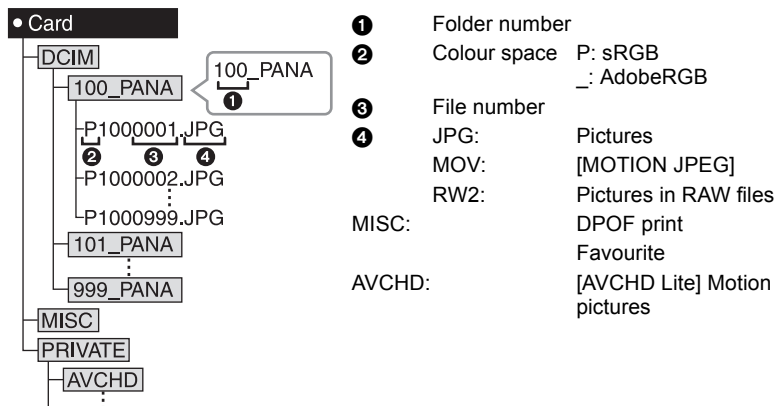 ● Card
DCIM
100_PANA
100_PANA
❶
P1000001.JPG
❷ ❸ ❹
P1000002.JPG
P1000999.JPG
101_PANA
999_PANA
MISC
PRIVATE
AVCHD
❶ Folder number
❷ Colour space P: sRGB
_: AdobeRGB
❸ File number
❹ JPG: Pictures
MOV: [MOTION JPEG]
RW2: Pictures in RAW files
MISC: DPOF print
Favourite
AVCHD: [AVCHD Lite] Motion
pictures